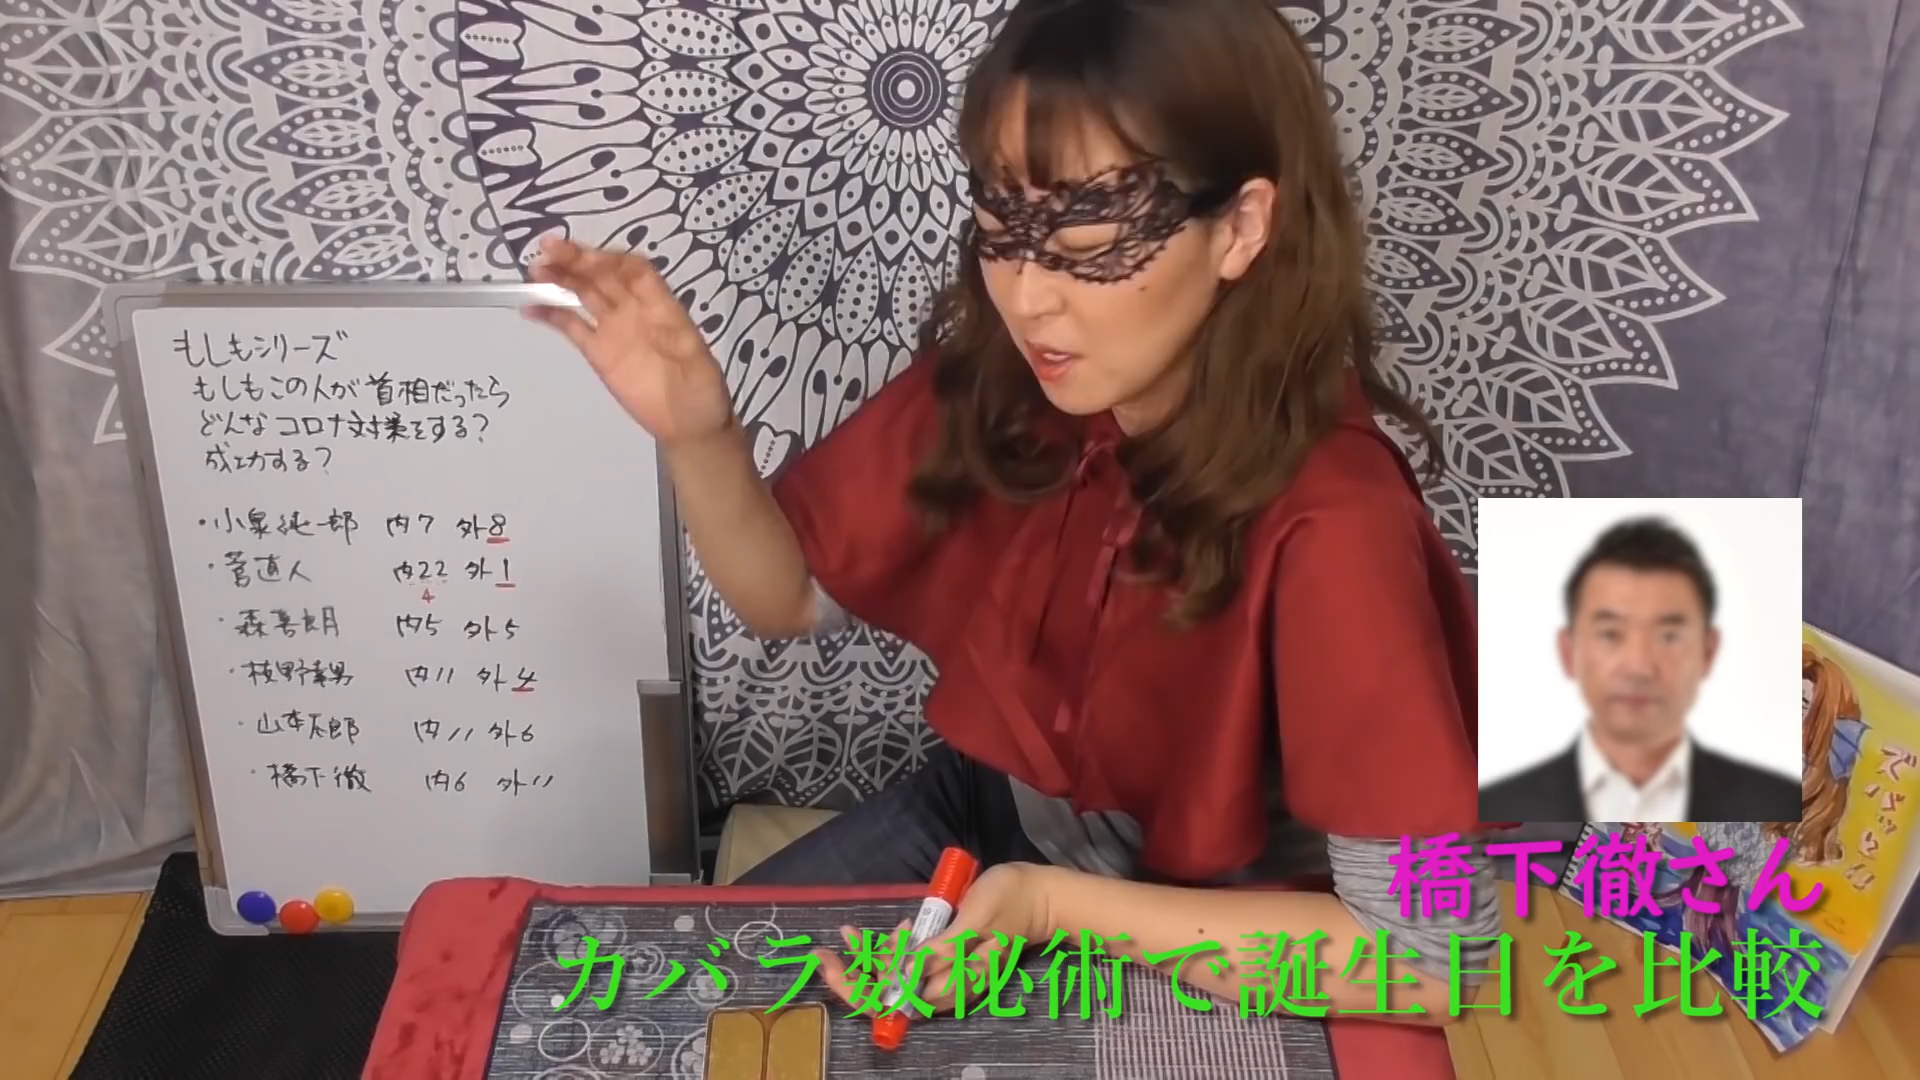 もしもシリーズ
もしもこの人が首相だったら
どんなコロナ対策をする?
成功する?
・小泉純一郎 内7 外8
・菅直人 内22 外1
4
・森喜朗 内5 外5
・枝野幸男 内11 外4
・山本太郎 内11 外6
・橋下徹 内6 外11
ズバッと
橋下徹さん
カバラ数秘術で誕生日を比較